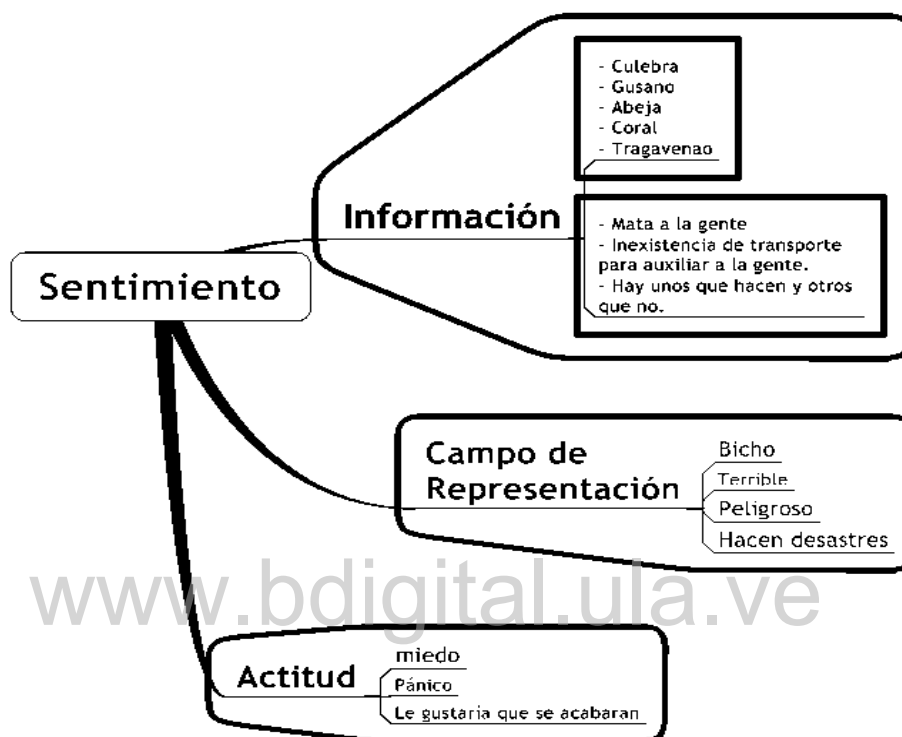 - Culebra
- Gusano
- Abeja
- Coral
- Tragavenao
Información
- Mata a la gente
- Inexistencia de transporte
para auxiliar a la gente.
- Hay unos que hacen y otros
que no.
Sentimiento
Campo de
Representación
Bicho
Terrible
Peligroso
Hacen desastres
www.bdigital.ula.ve
Actitud
miedo
Pánico
Le gustaria que se acabaran